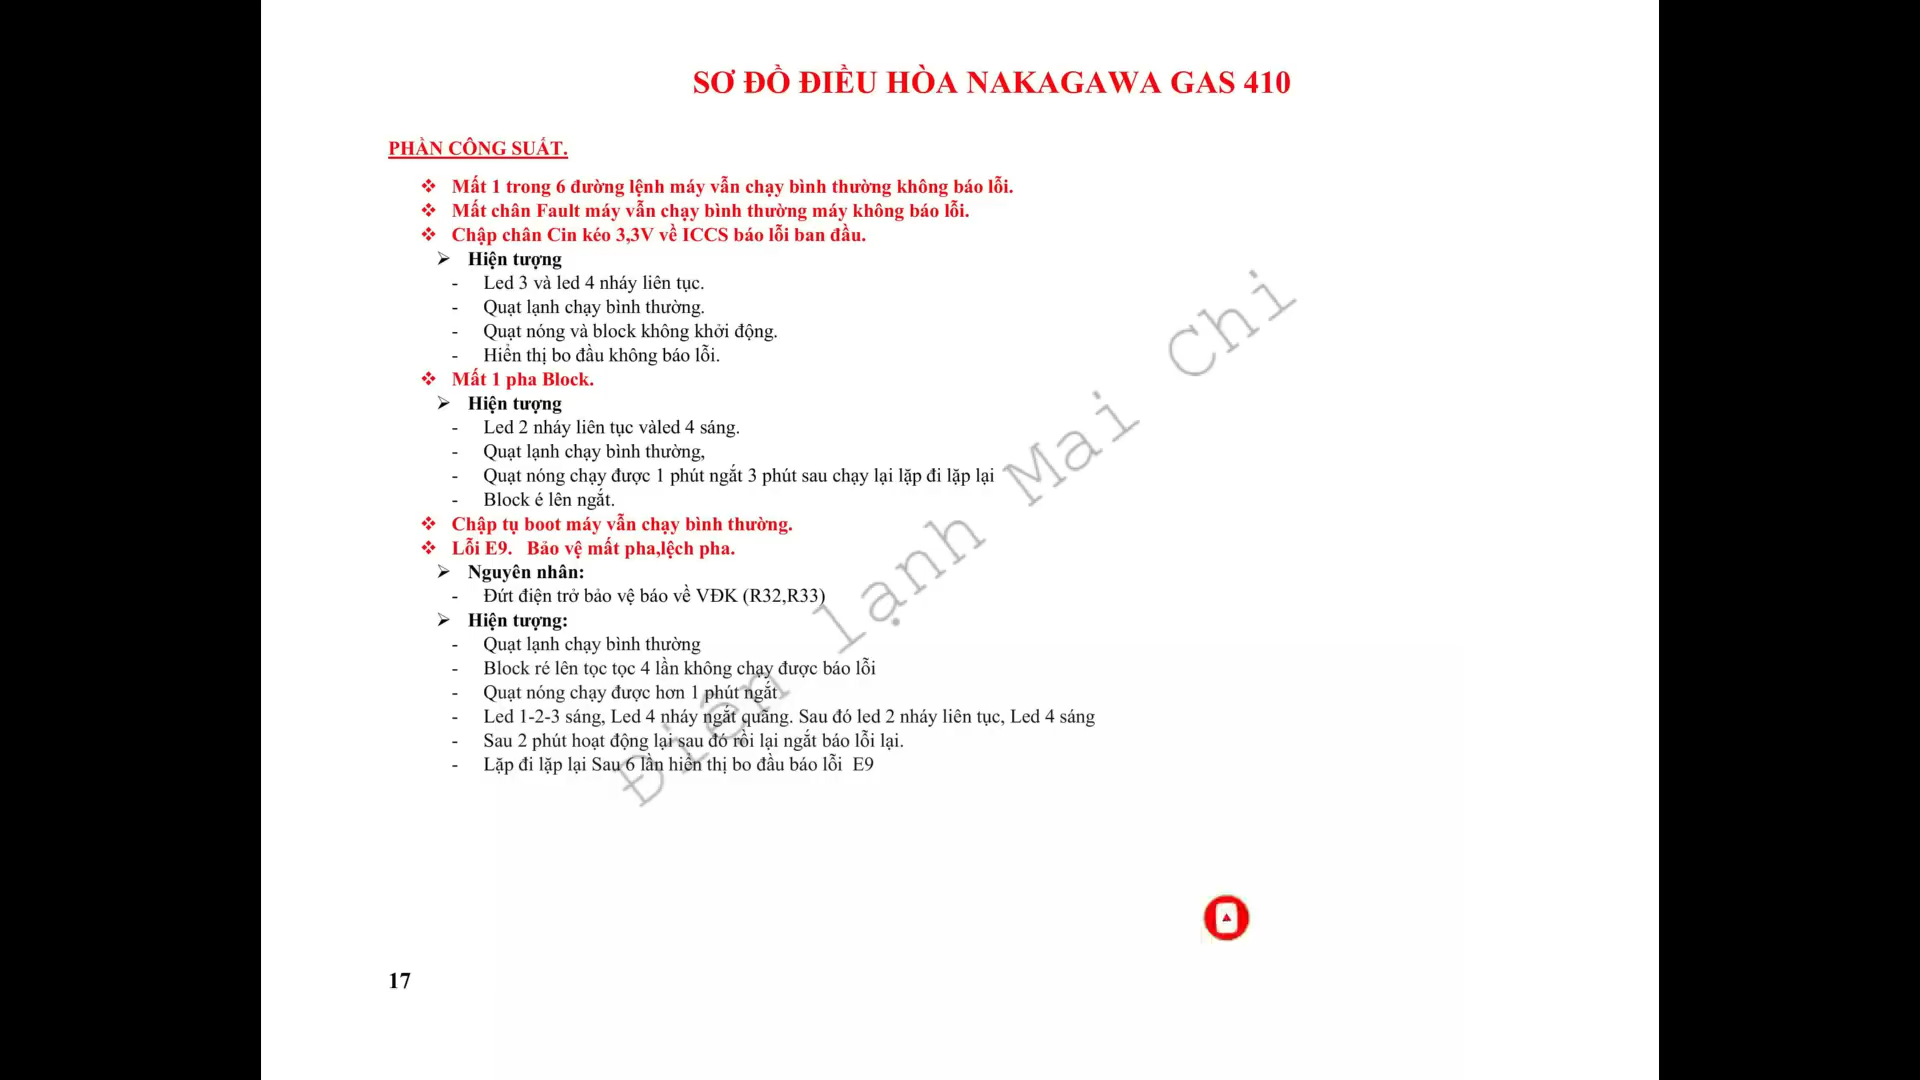 SƠ ĐỒ ĐIỀU HÒA NAKAGAWA GAS 410
PHẦN CÔNG SUẤT.
❖ Mất 1 trong 6 đường lệnh máy vẫn chạy bình thường không báo lỗi.
❖ Mất chân Fault máy vẫn chạy bình thường máy không báo lỗi.
❖ Chập chân Cin kéo 3,3V về ICCS báo lỗi ban đầu.
➢ Hiện tượng
- Led 3 và led 4 nháy liên tục.
- Quạt lạnh chạy bình thường.
- Quạt nóng và block không khởi động.
- Hiển thị bo đầu không báo lỗi.
❖ Mất 1 pha Block.
➢ Hiện tượng
- Led 2 nháy liên tục vàled 4 sáng.
- Quạt lạnh chạy bình thường,
- Quạt nóng chạy được 1 phút ngắt 3 phút sau chạy lại lặp đi lặp lại
- Block é lên ngắt.
❖ Chập tụ boot máy vẫn chạy bình thường.
❖ Lỗi E9. Bảo vệ mất pha,lệch pha.
➢ Nguyên nhân:
- Đứt điện trở bảo vệ báo về VĐK (R32,R33)
➢ Hiện tượng:
- Quạt lạnh chạy bình thường
- Block ré lên tọc tọc 4 lần không chạy được báo lỗi
- Quạt nóng chạy được hơn 1 phút ngắt
- Led 1-2-3 sáng, Led 4 nháy ngắt quãng. Sau đó led 2 nháy liên tục, Led 4 sáng
- Sau 2 phút hoạt động lại sau đó rồi lại ngắt báo lỗi lại.
- Lặp đi lặp lại Sau 6 lần hiển thị bo đầu báo lỗi E9
Điện lạnh Mai Chi
17